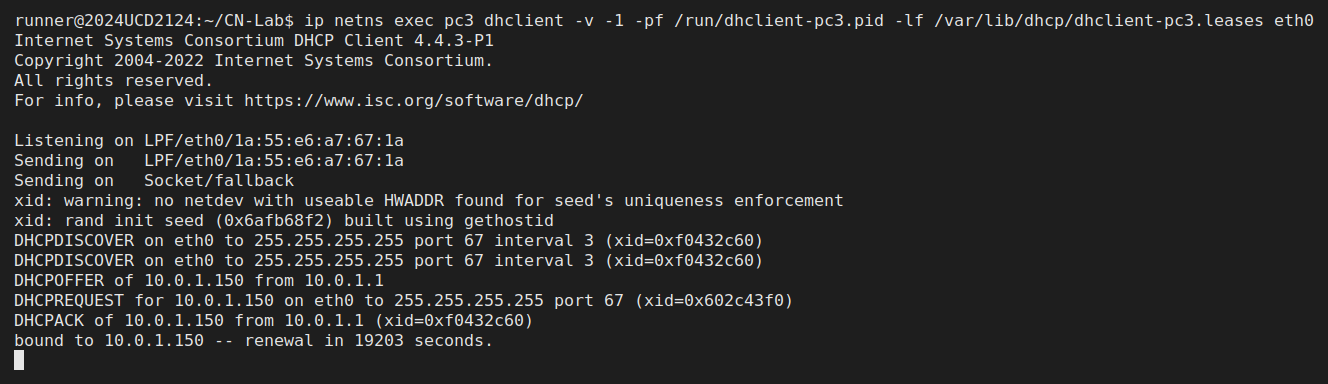 runner@2024UCD2124:~/CN-Lab$ ip netns exec pc3 dhclient -v -1 -pf /run/dhclient-pc3.pid -lf /var/lib/dhcp/dhclient-pc3.leases eth0
Internet Systems Consortium DHCP Client 4.4.3-P1
Copyright 2004-2022 Internet Systems Consortium.
All rights reserved.
For info, please visit https://www.isc.org/software/dhcp/

Listening on LPF/eth0/1a:55:e6:a7:67:1a
Sending on   LPF/eth0/1a:55:e6:a7:67:1a
Sending on   Socket/fallback
xid: warning: no netdev with useable HWADDR found for seed's uniqueness enforcement
xid: rand init seed (0x6afb68f2) built using gethostid
DHCPDISCOVER on eth0 to 255.255.255.255 port 67 interval 3 (xid=0xf0432c60)
DHCPDISCOVER on eth0 to 255.255.255.255 port 67 interval 3 (xid=0xf0432c60)
DHCPOFFER of 10.0.1.150 from 10.0.1.1
DHCPREQUEST for 10.0.1.150 on eth0 to 255.255.255.255 port 67 (xid=0x602c43f0)
DHCPACK of 10.0.1.150 from 10.0.1.1 (xid=0xf0432c60)
bound to 10.0.1.150 -- renewal in 19203 seconds.